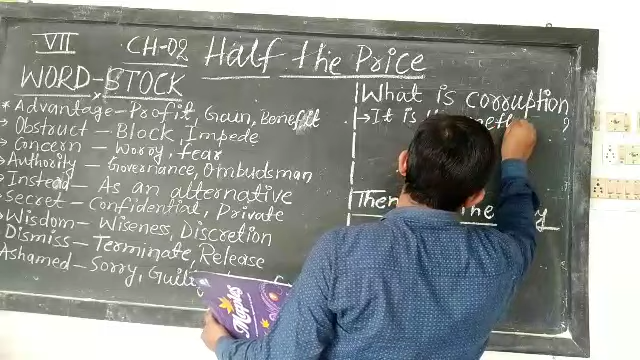 VII CH-02 Half the Price
WORD-STOCK
* Advantage - Profit, Gain, Benefit
→ Obstruct - Block, Impede
→ Concern - Worry, fear
→ Authority - Governance, Ombudsman
→ Instead - As an alternative
→ Secret - Confidential, Private
→ Wisdom - Wiseness, Discretion
→ Dismiss - Terminate, Release
Ashamed - Sorry,
What is corruption
→ It is
?
the
Maples